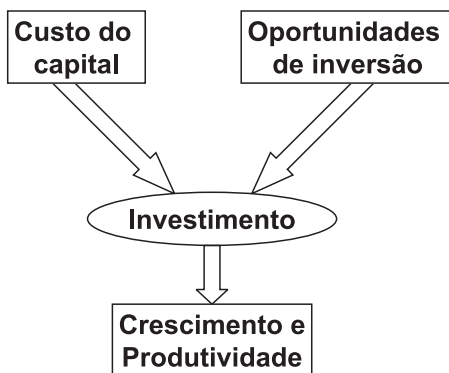 Custo do
capital
Oportunidades
de inversão
Investimento
Crescimento e
Produtividade